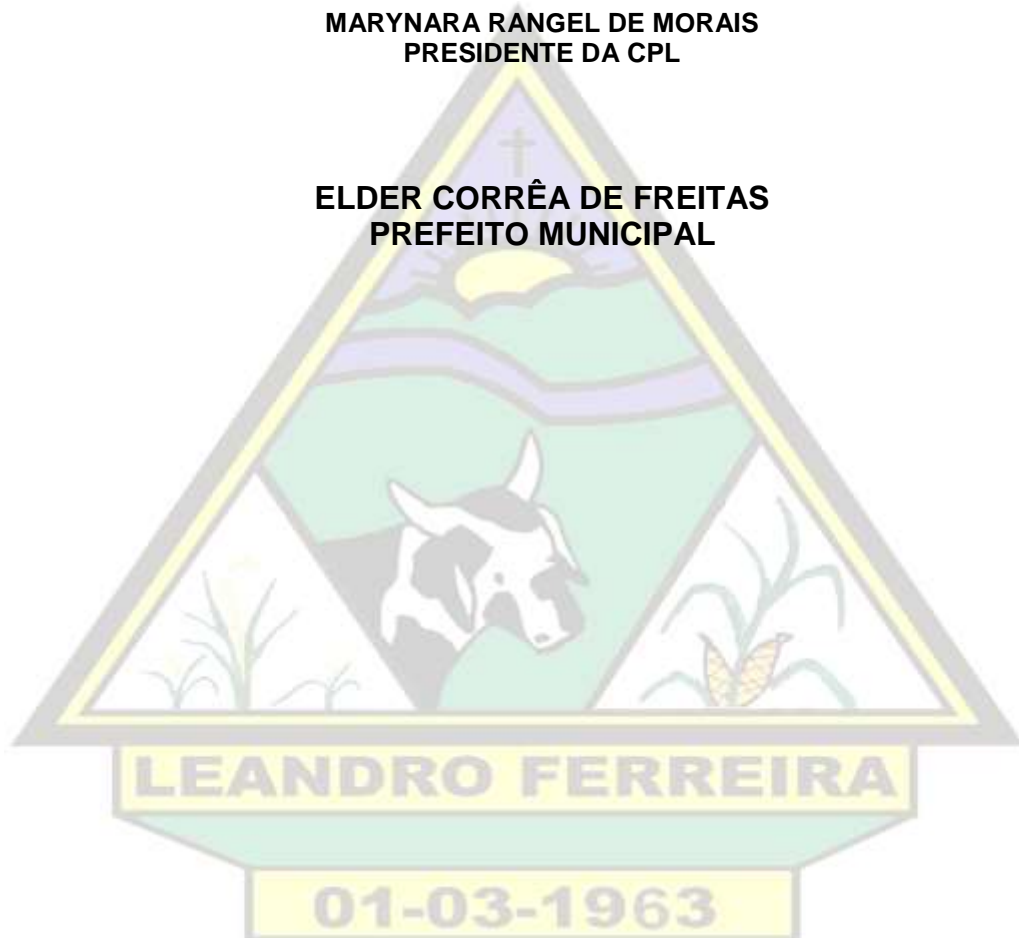 MARYNARA RANGEL DE MORAIS
PRESIDENTE DA CPL
ELDER CORRÊA DE FREITAS
PREFEITO MUNICIPAL
LEANDRO FERREIRA
01-03-1963